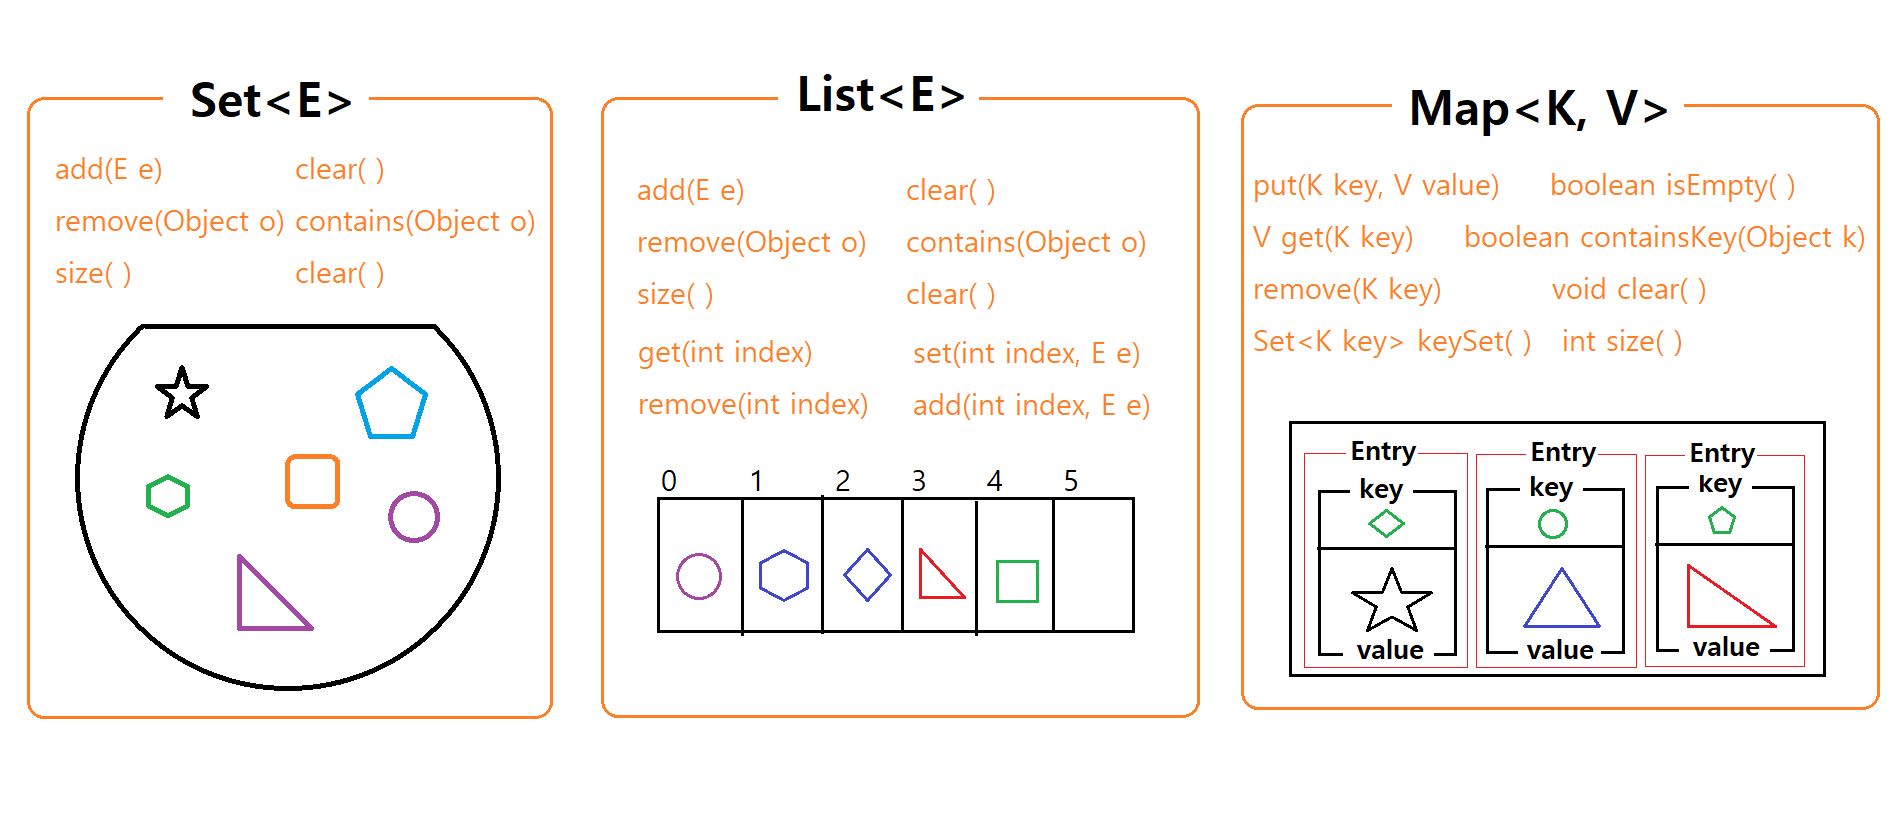 Set<E>
add(E e) clear( )
remove(Object o) contains(Object o)
size( ) clear( )
List<E>
add(E e) clear( )
remove(Object o) contains(Object o)
size( ) clear( )
get(int index) set(int index, E e)
remove(int index) add(int index, E e)
0 1 2 3 4 5
Map<K, V>
put(K key, V value) boolean isEmpty( )
V get(K key) boolean containsKey(Object k)
remove(K key) void clear( )
Set<K key> keySet( ) int size( )
Entry Entry Entry
key key key
value value value